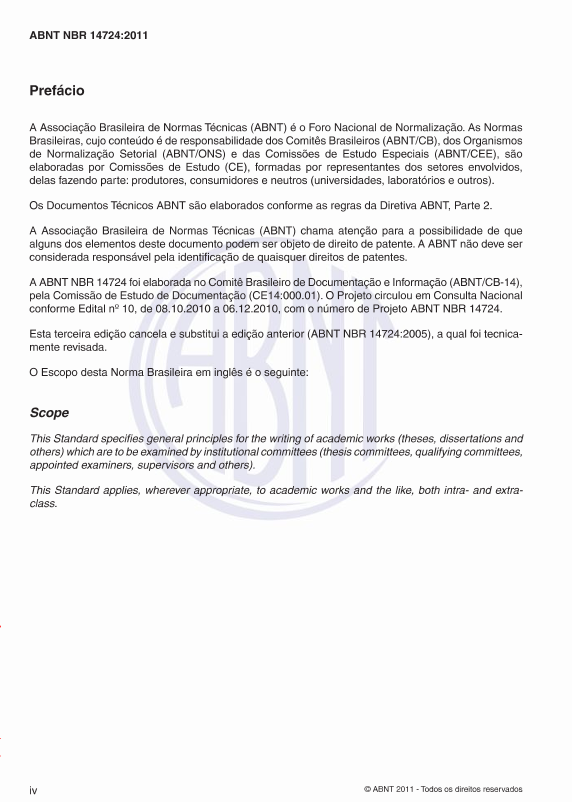 ABNT NBR 14724:2011
Prefácio
A Associação Brasileira de Normas Técnicas (ABNT) é o Foro Nacional de Normalização. As Normas
Brasileiras, cujo conteúdo é de responsabilidade dos Comitês Brasileiros (ABNT/CB), dos Organismos
de Normalização Setorial (ABNT/ONS) e das Comissões de Estudo Especiais (ABNT/CEE), são
elaboradas por Comissões de Estudo (CE), formadas por representantes dos setores envolvidos,
delas fazendo parte: produtores, consumidores e neutros (universidades, laboratórios e outros).
Os Documentos Técnicos ABNT são elaborados conforme as regras da Diretiva ABNT, Parte 2.
A Associação Brasileira de Normas Técnicas (ABNT) chama atenção para a possibilidade de que
alguns dos elementos deste documento podem ser objeto de direito de patente. A ABNT não deve ser
considerada responsável pela identificação de quaisquer direitos de patentes.
A ABNT NBR 14724 foi elaborada no Comitê Brasileiro de Documentação e Informação (ABNT/CB-14),
pela Comissão de Estudo de Documentação (CE14:000.01). O Projeto circulou em Consulta Nacional
conforme Edital nº 10, de 08.10.2010 a 06.12.2010, com o número de Projeto ABNT NBR 14724.
Esta terceira edição cancela e substitui a edição anterior (ABNT NBR 14724:2005), a qual foi tecnica-
mente revisada.
O Escopo desta Norma Brasileira em inglês é o seguinte:
Scope
This Standard specifies general principles for the writing of academic works (theses, dissertations and
others) which are to be examined by institutional committees (thesis committees, qualifying committees,
appointed examiners, supervisors and others).
This Standard applies, wherever appropriate, to academic works and the like, both intra- and extra-
class.
ABNT
iv
© ABNT 2011 - Todos os direitos reservados